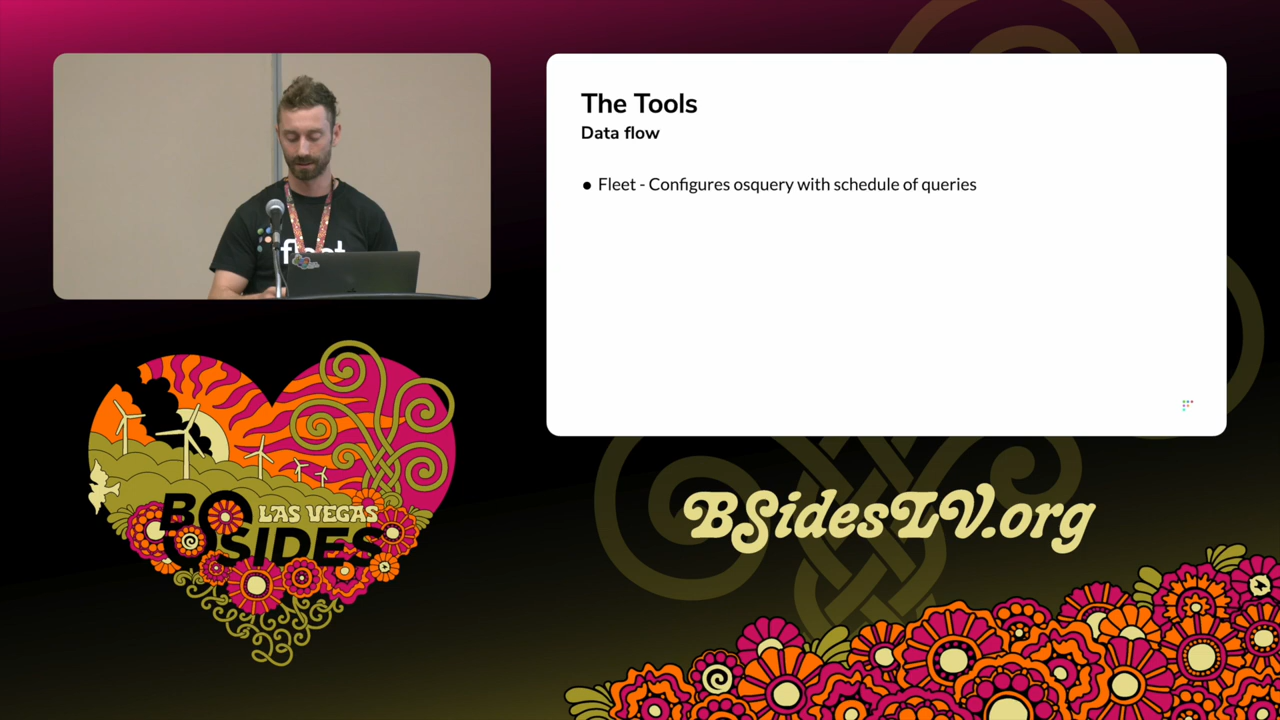 The Tools
Data flow
● Fleet - Configures osquery with schedule of queries
fleet
BSIDES
LAS VEGAS
BSidesLV.org